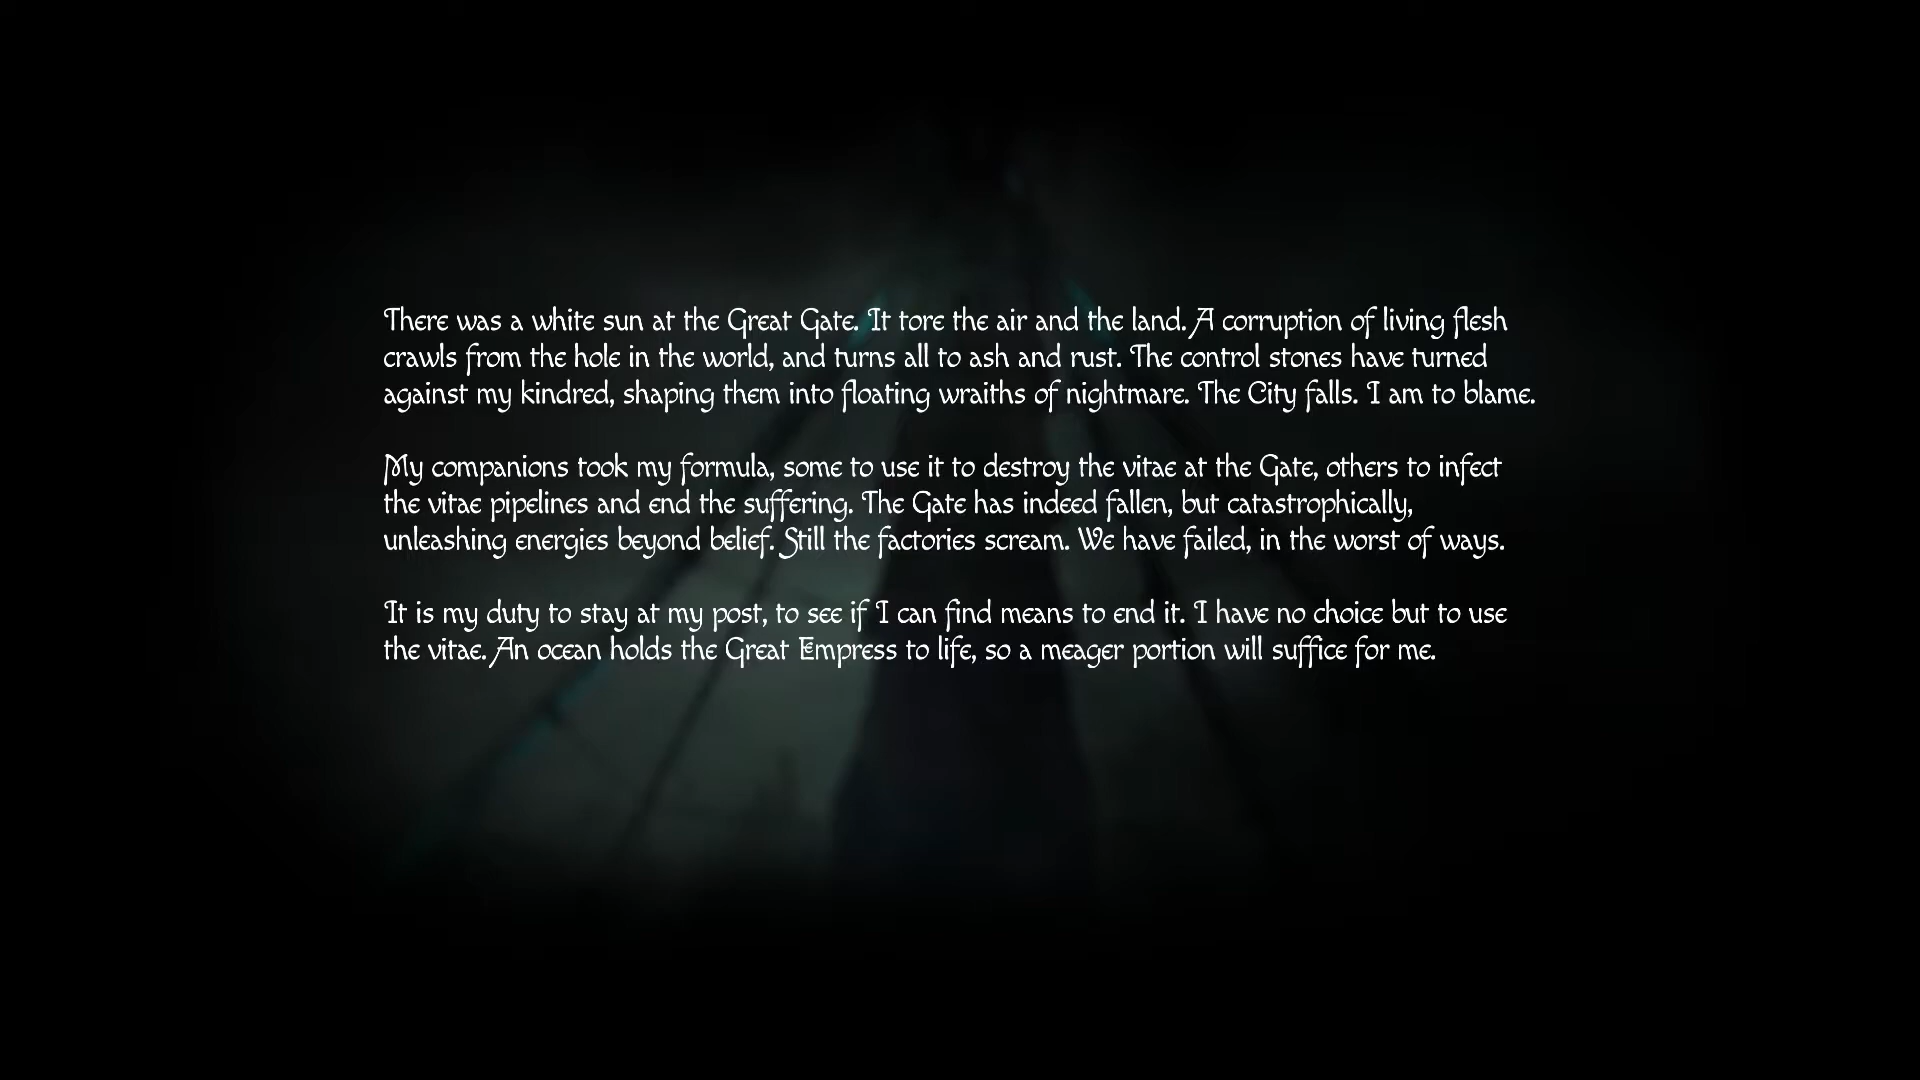 There was a white sun at the Great Gate. It tore the air and the land. A corruption of living flesh
crawls from the hole in the world, and turns all to ash and rust. The control stones have turned
against my kindred, shaping them into floating wraiths of nightmare. The City falls. I am to blame.
My companions took my formula, some to use it to destroy the vitae at the Gate, others to infect
the vitae pipelines and end the suffering. The Gate has indeed fallen, but catastrophically,
unleashing energies beyond belief. Still the factories scream. We have failed, in the worst of ways.
It is my duty to stay at my post, to see if I can find means to end it. I have no choice but to use
the vitae. An ocean holds the Great Empress to life, so a meager portion will suffice for me.